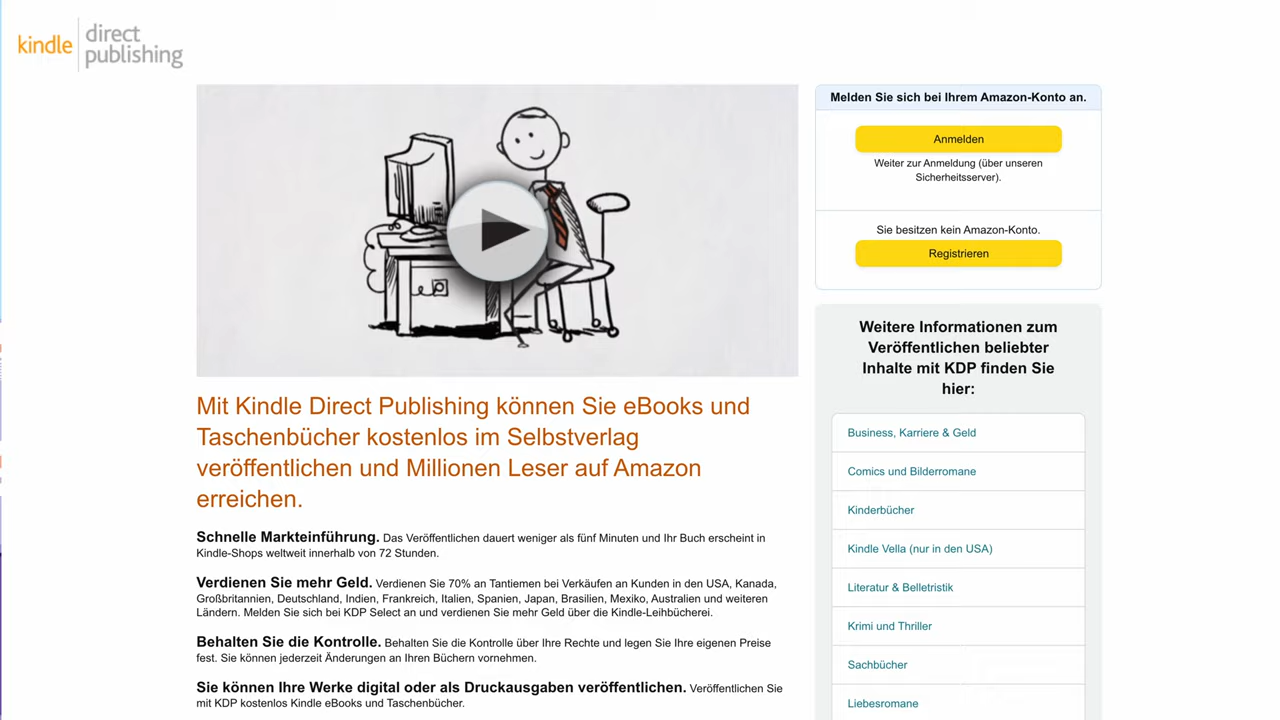 kindle direct publishing
Mit Kindle Direct Publishing können Sie eBooks und
Taschenbücher kostenlos im Selbstverlag
veröffentlichen und Millionen Leser auf Amazon
erreichen.
Schnelle Markteinführung. Das Veröffentlichen dauert weniger als fünf Minuten und Ihr Buch erscheint in
Kindle-Shops weltweit innerhalb von 72 Stunden.
Verdienen Sie mehr Geld. Verdienen Sie 70% an Tantiemen bei Verkäufen an Kunden in den USA, Kanada,
Großbritannien, Deutschland, Indien, Frankreich, Italien, Spanien, Japan, Brasilien, Mexiko, Australien und weiteren
Ländern. Melden Sie sich bei KDP Select an und verdienen Sie mehr Geld über die Kindle-Leihbücherei.
Behalten Sie die Kontrolle. Behalten Sie die Kontrolle über Ihre Rechte und legen Sie Ihre eigenen Preise
fest. Sie können jederzeit Änderungen an Ihren Büchern vornehmen.
Sie können Ihre Werke digital oder als Druckausgaben veröffentlichen. Veröffentlichen Sie
mit KDP kostenlos Kindle eBooks und Taschenbücher.
Melden Sie sich bei Ihrem Amazon-Konto an.
Anmelden
Weiter zur Anmeldung (über unseren
Sicherheitsserver).
Sie besitzen kein Amazon-Konto.
Registrieren
Weitere Informationen zum
Veröffentlichen beliebter
Inhalte mit KDP finden Sie
hier:
Business, Karriere & Geld
Comics und Bilderromane
Kinderbücher
Kindle Vella (nur in den USA)
Literatur & Belletristik
Krimi und Thriller
Sachbücher
Liebesromane